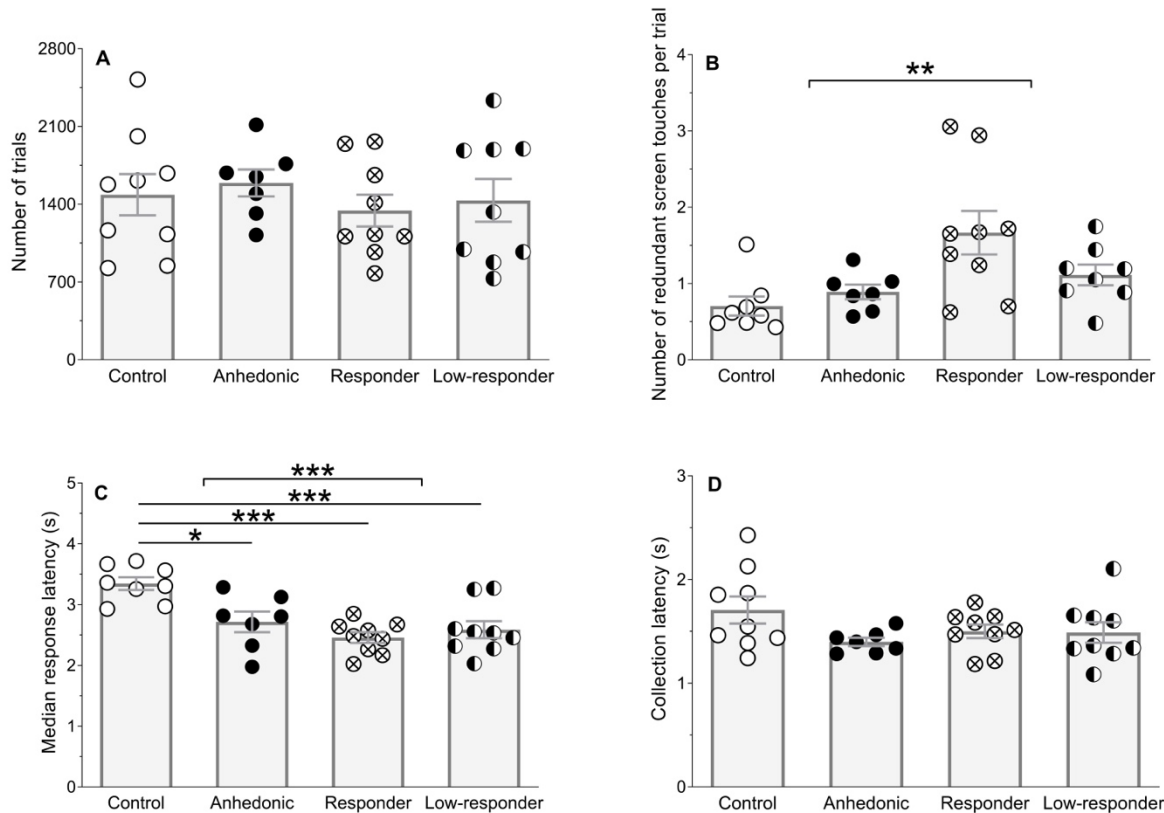 A
Number of trials
2800
2100
1400
700
0
Control Anhedonic Responder Low-responder
B
Number of redundant screen touches per trial
4
3
2
1
0
**
Control Anhedonic Responder Low-responder
C
Median response latency (s)
5
4
3
2
1
0
***
***
***
*
Control Anhedonic Responder Low-responder
D
Collection latency (s)
3
2
1
0
Control Anhedonic Responder Low-responder